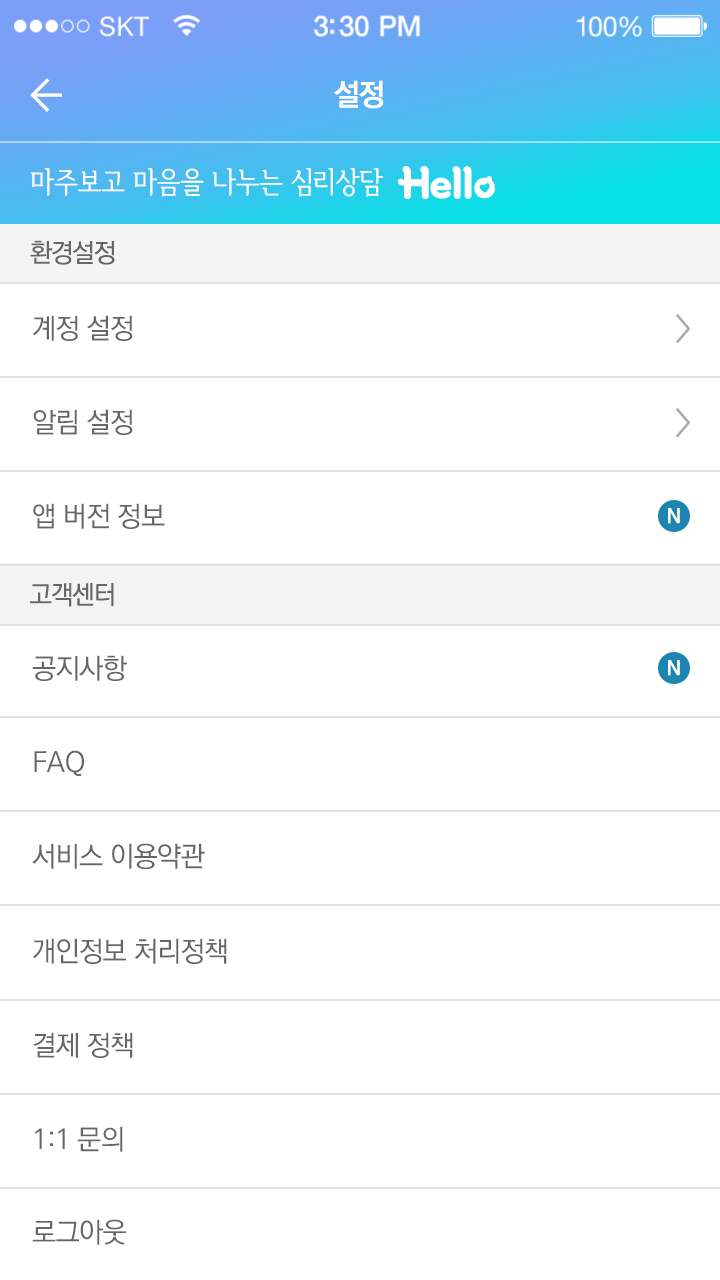 SKT 3:30 PM 100%
설정
마주보고 마음을 나누는 심리상담 Hello
환경설정
계정 설정
알림 설정
앱 버전 정보 N
고객센터
공지사항 N
FAQ
서비스 이용약관
개인정보 처리정책
결제 정책
1:1 문의
로그아웃